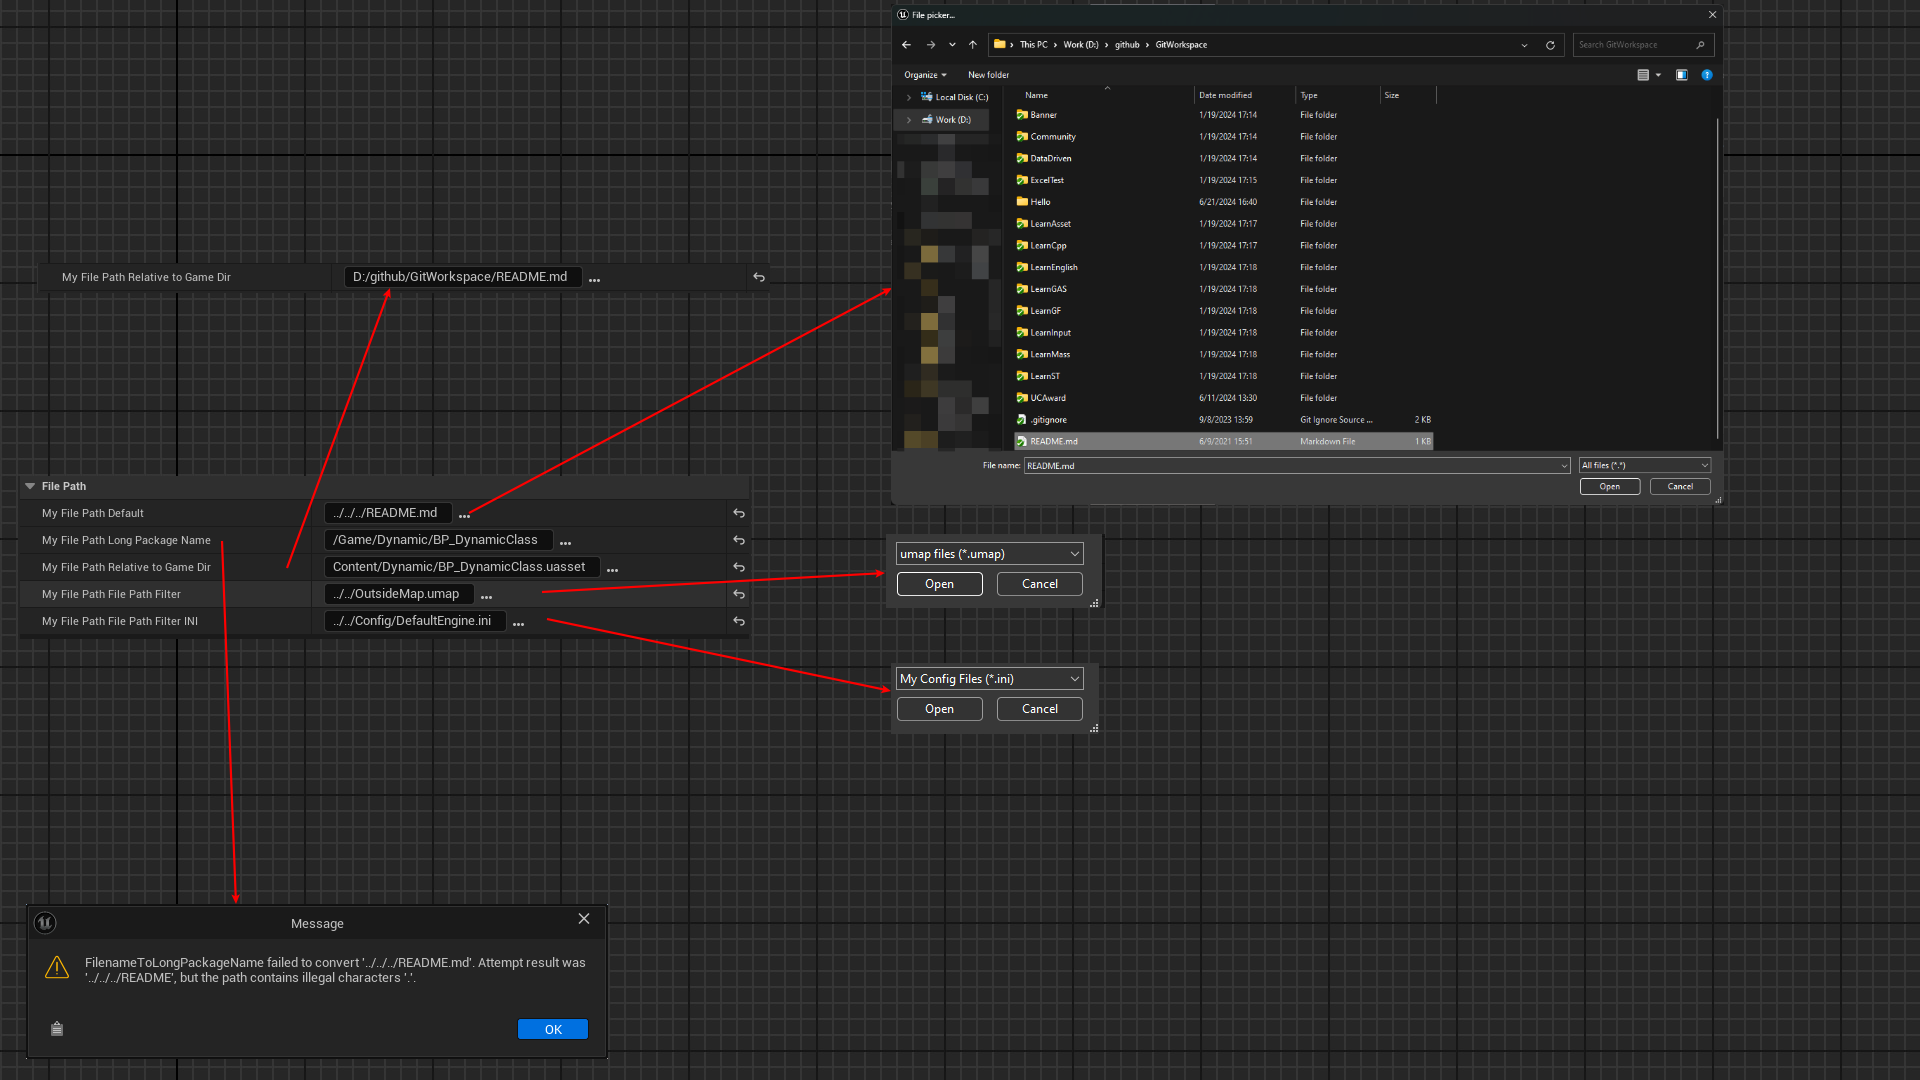 File picker...
This PC › Work (D:) › github › GitWorkspace
Search GitWorkspace
Organize
New folder
Local Disk (C:)
Work (D:)
Name Date modified Type Size
Banner 1/19/2024 17:14 File folder
Community 1/19/2024 17:14 File folder
DataDriven 1/19/2024 17:14 File folder
ExcelTest 1/19/2024 17:15 File folder
Hello 6/21/2024 16:40 File folder
LearnAsset 1/19/2024 17:17 File folder
LearnCpp 1/19/2024 17:17 File folder
LearnEnglish 1/19/2024 17:18 File folder
LearnGAS 1/19/2024 17:18 File folder
LearnGF 1/19/2024 17:18 File folder
LearnInput 1/19/2024 17:18 File folder
LearnMass 1/19/2024 17:18 File folder
LearnST 1/19/2024 17:18 File folder
UCAward 6/11/2024 13:30 File folder
.gitignore 9/8/2023 13:59 Git Ignore Source ... 2 KB
README.md 6/9/2021 15:51 Markdown File 1 KB
File name: README.md All files (*.*)
Open Cancel
My File Path Relative to Game Dir D:/github/GitWorkspace/README.md ...
File Path
My File Path Default ../../../README.md ...
My File Path Long Package Name /Game/Dynamic/BP_DynamicClass ...
My File Path Relative to Game Dir Content/Dynamic/BP_DynamicClass.uasset ...
My File Path File Path Filter ../../OutsideMap.umap ...
My File Path File Path Filter INI ../../Config/DefaultEngine.ini ...
umap files (*.umap)
Open Cancel
My Config Files (*.ini)
Open Cancel
Message
FilenameToLongPackageName failed to convert '../../../README.md'. Attempt result was
'../../../README', but the path contains illegal characters '.'.
OK